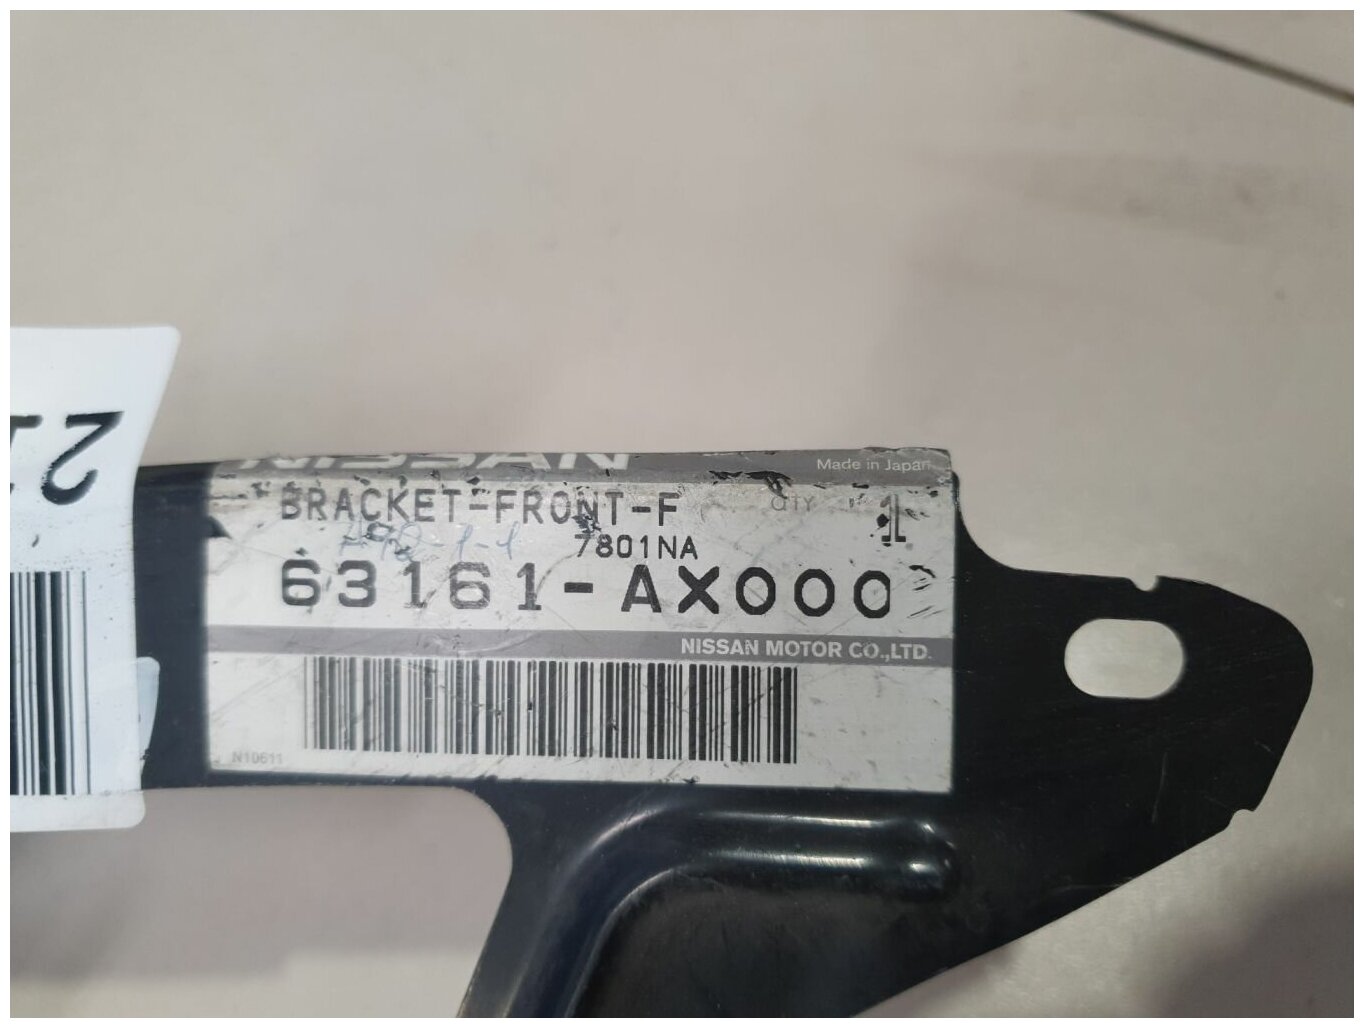 NISSAN Made in Japan
BRACKET-FRONT-F QTY 1
7801NA
63161-AX000
NISSAN MOTOR CO.,LTD.
N10611